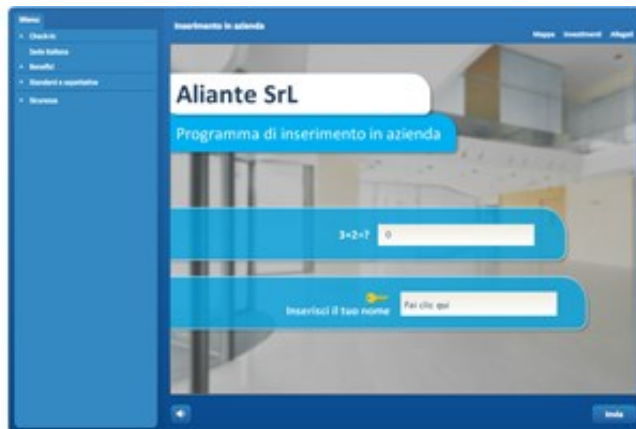 Menu
Check-in
Sede Italiana
Benefici
Standard e aspettative
Sicurezza
Inserimento in azienda
Mappa Investimenti Allegati
Aliante SrL
Programma di inserimento in azienda
3+2=? 0
Inserisci il tuo nome Fai clic qui
Invia